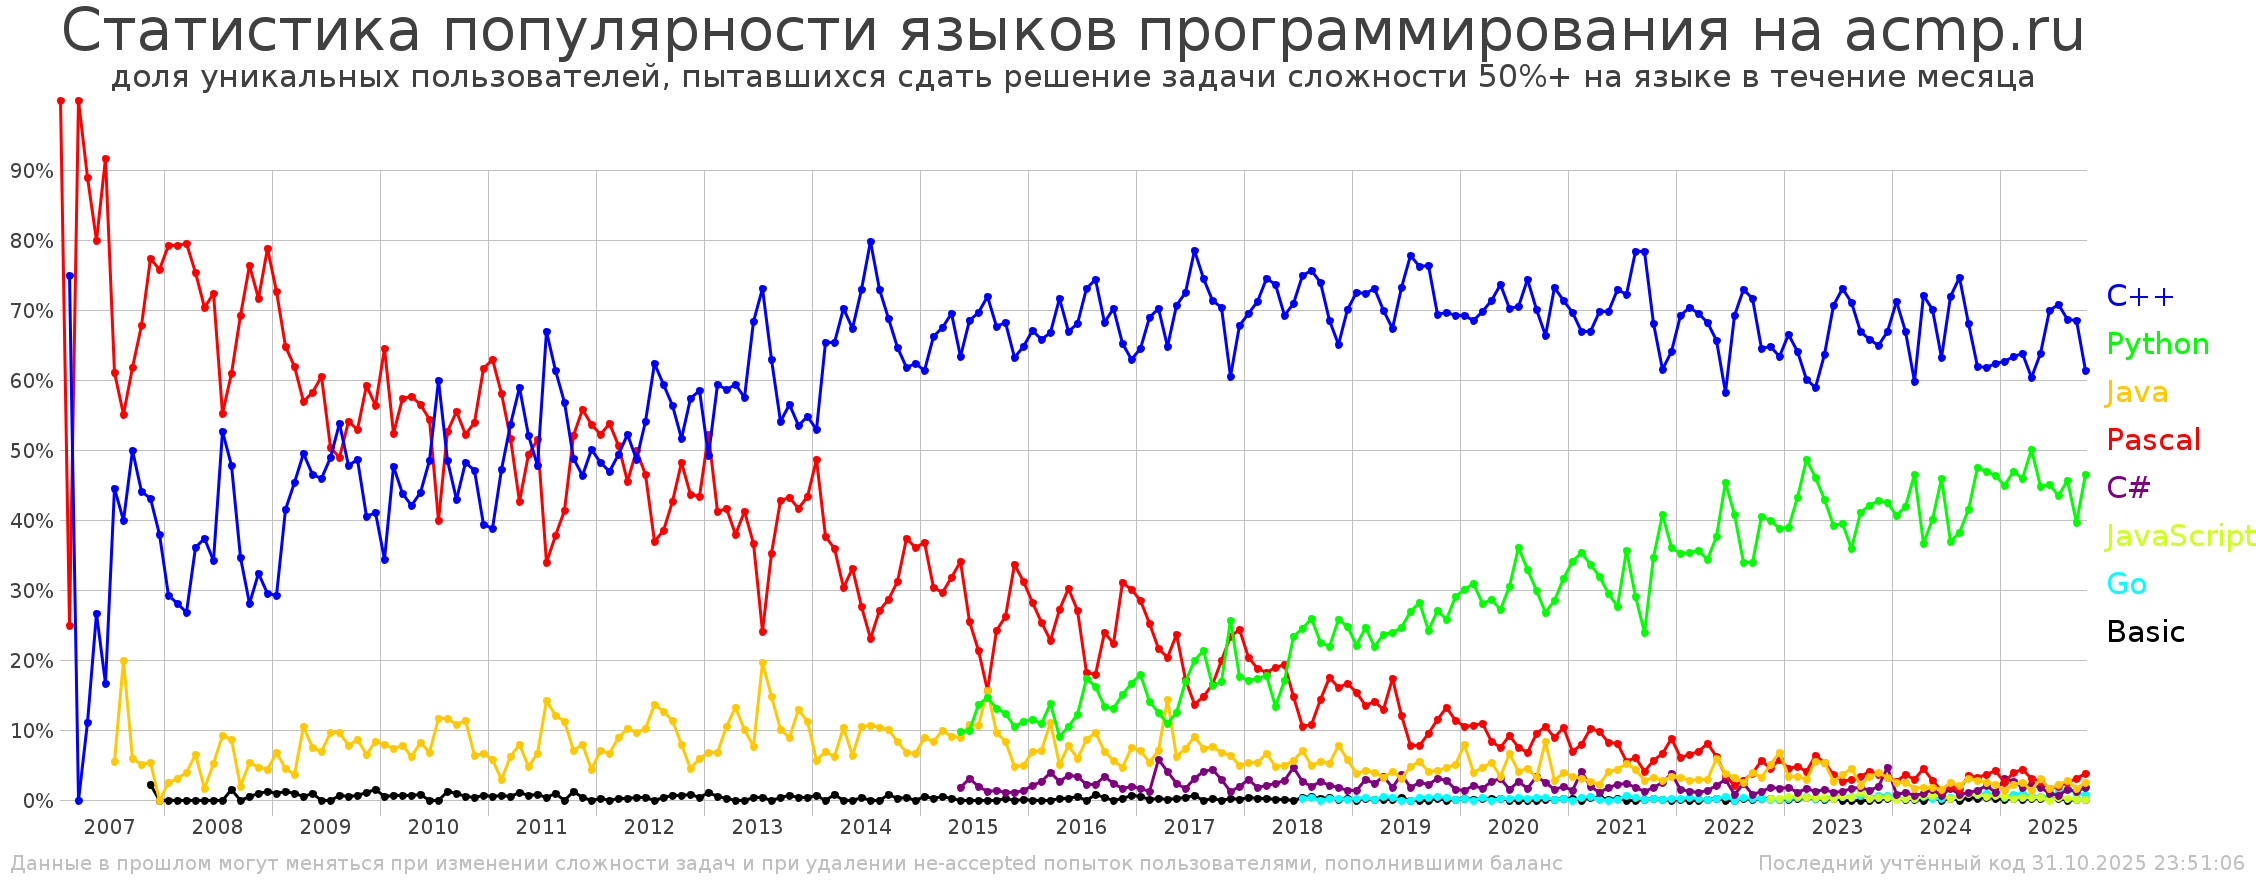 Статистика популярности языков программирования на acmp.ru
доля уникальных пользователей, пытавшихся сдать решение задачи сложности 50%+ на языке в течение месяца
90%
80%
70%
60%
50%
40%
30%
20%
10%
0%
C++
Python
Java
Pascal
C#
JavaScript
Go
Basic
2007 2008 2009 2010 2011 2012 2013 2014 2015 2016 2017 2018 2019 2020 2021 2022 2023 2024 2025
Данные в прошлом могут меняться при изменении сложности задач и при удалении не-accepted попыток пользователями, пополнившими баланс
Последний учтённый код 31.10.2025 23:51:06